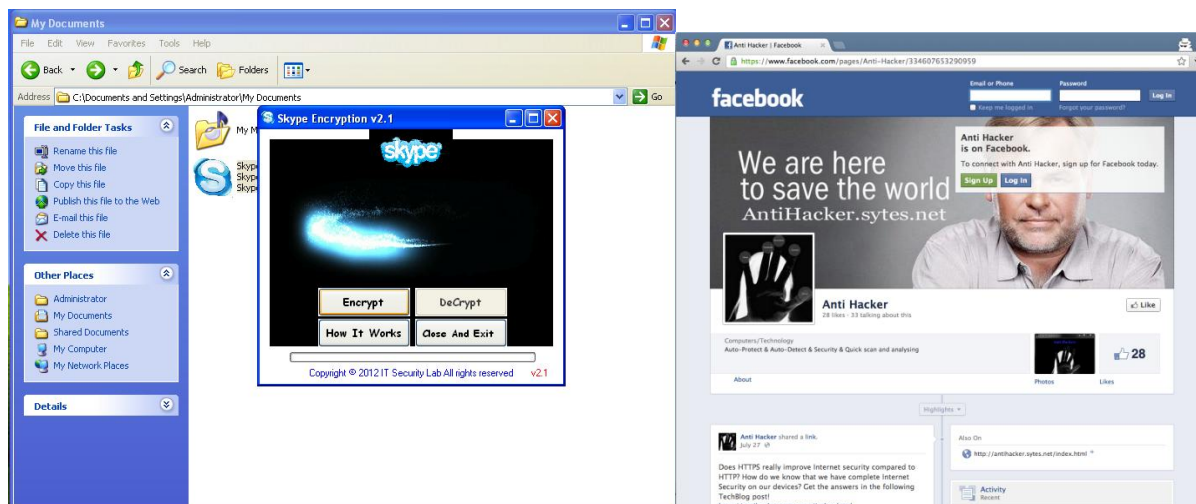 My Documents
File Edit View Favorites Tools Help
Back Search Folders
Address C:\Documents and Settings\Administrator\My Documents Go
File and Folder Tasks
Rename this file
Move this file
Copy this file
Publish this file to the Web
E-mail this file
Delete this file
Other Places
Administrator
My Documents
Shared Documents
My Computer
My Network Places
Details
My M
Skyp
Skyp
Skyp
Skype Encryption v2.1
skype
Encrypt DeCrypt
How It Works Close And Exit
Copyright © 2012 IT Security Lab All rights reserved v2.1
Anti Hacker | Facebook
https://www.facebook.com/pages/Anti-Hacker/334607653290959
facebook
Email or Phone Password
Log In
Keep me logged in Forgot your password?
Anti Hacker
is on Facebook.
To connect with Anti Hacker, sign up for Facebook today.
Sign Up Log In
We are here
to save the world
AntiHacker.sytes.net
Anti Hacker
28 likes · 33 talking about this
Like
Computers/Technology
Auto-Protect & Auto-Detect & Security & Quick scan and analysing
28
About Photos Likes
Highlights
Anti Hacker shared a link.
July 27
Does HTTPS really improve Internet security compared to
HTTP? How do we know that we have complete Internet
Security on our devices? Get the answers in the following
TechBlog post!
Also On
http://antihacker.sytes.net/index.html
Activity
Recent